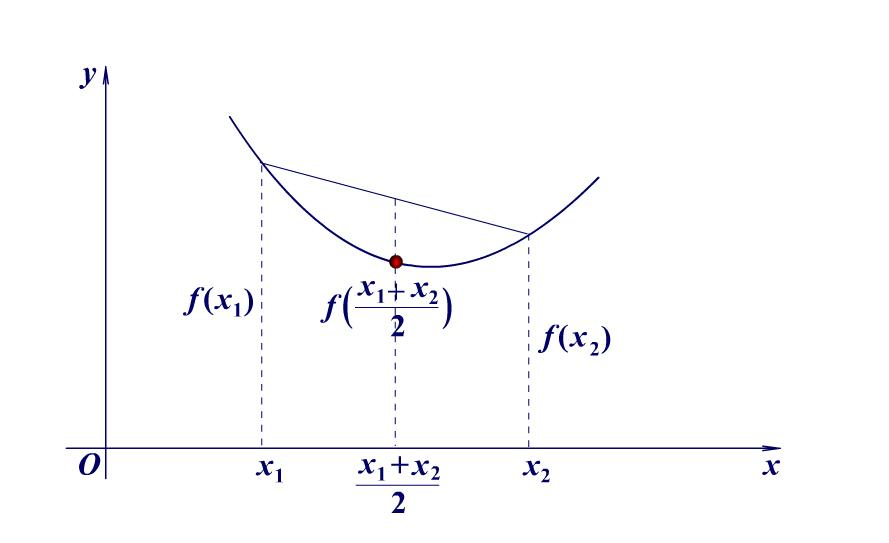 y
f(x₁)
f((x₁+x₂)/2)
f(x₂)
O
x₁
(x₁+x₂)/2
x₂
x